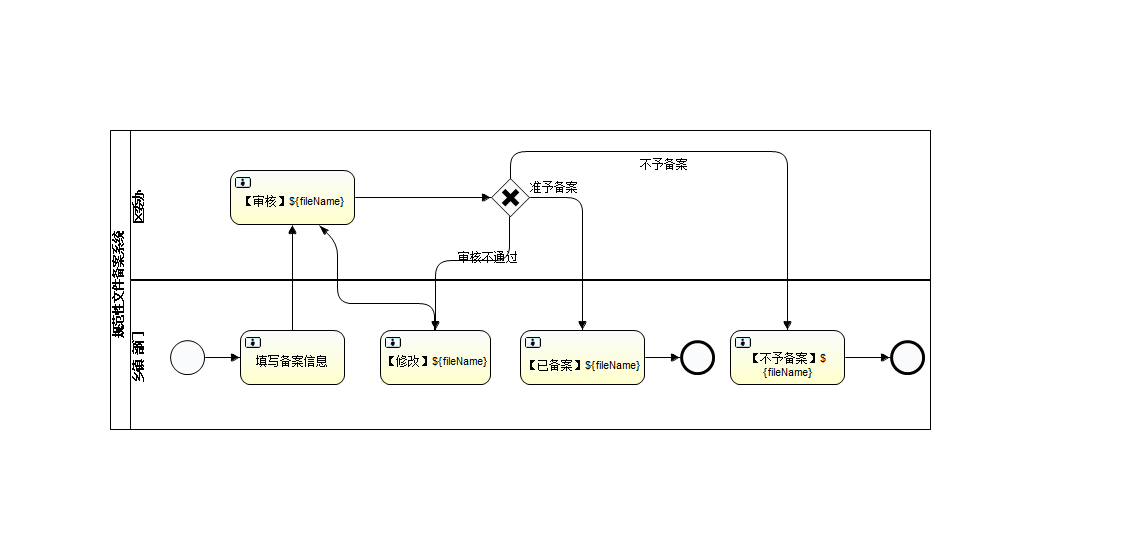 规范性文件备案系统
区委办
不予备案
准予备案
【审核】${fileName}
审核不通过
乡镇 部门
填写备案信息
【修改】${fileName}
【已备案】${fileName}
【不予备案】$
{fileName}